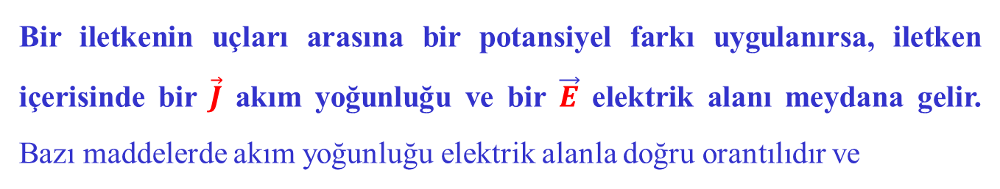 Bir iletkenin uçları arasına bir potansiyel farkı uygulanırsa, iletken
içerisinde bir $\vec{J}$ akım yoğunluğu ve bir $\vec{E}$ elektrik alanı meydana gelir.
Bazı maddelerde akım yoğunluğu elektrik alanla doğru orantılıdır ve